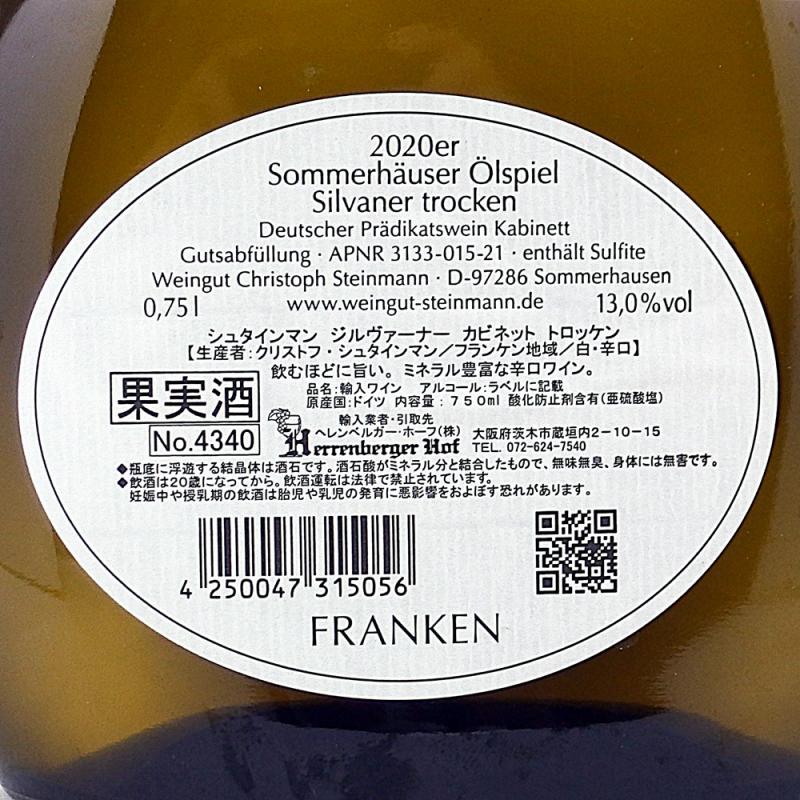 2020er
Sommerhäuser Ölspiel
Silvaner trocken
Deutscher Prädikatswein Kabinett
Gutsabfüllung · APNR 3133-015-21 · enthält Sulfite
Weingut Christoph Steinmann · D-97286 Sommerhausen
0,75 l www.weingut-steinmann.de 13,0%vol
シュタインマン ジルヴァーナー カビネット トロッケン
【生産者:クリストフ・シュタインマン/フランケン地域/白・辛口】
飲むほどに旨い。ミネラル豊富な辛口ワイン。
品名:輸入ワイン アルコール:ラベルに記載
原産国:ドイツ 内容量:750ml 酸化防止剤含有(亜硫酸塩)
果実酒
No.4340
輸入業者・引取先
ヘレンベルガー・ホーフ(株)
Herrenberger Hof
大阪府茨木市蔵垣内2-10-15
TEL. 072-624-7540
◆瓶底に浮遊する結晶体は酒石です。酒石酸がミネラル分と結合したもので、無味無臭、身体には無害です。
◆飲酒は20歳になってから。飲酒運転は法律で禁止されています。
妊娠中や授乳期の飲酒は胎児や乳児の発育に悪影響をおよぼす恐れがあります。
4 250047 315056
FRANKEN